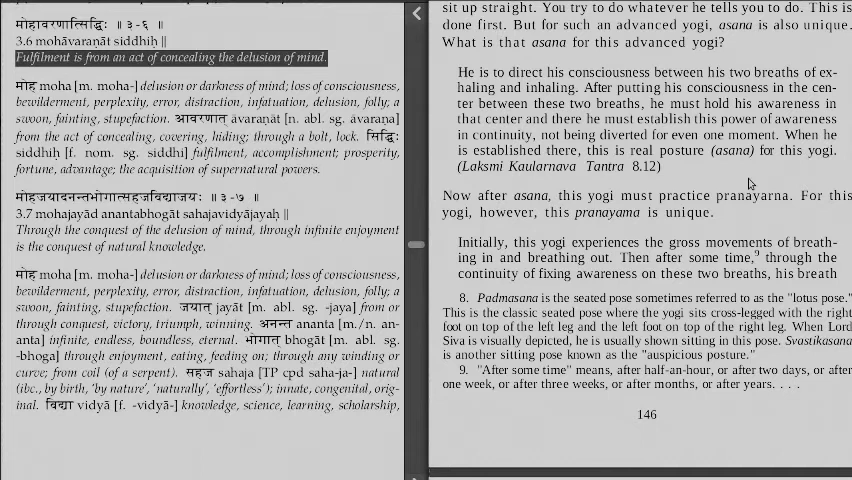 मोहावरणात्सिद्धिः ॥ ३-६ ॥
3.6 mohāvaraṇāt siddhiḥ ||
Fulfilment is from an act of concealing the delusion of mind.
मोह moha [m. moha-] delusion or darkness of mind; loss of consciousness,
bewilderment, perplexity, error, distraction, infatuation, delusion, folly; a
swoon, fainting, stupefaction. आवरणात् āvaraṇāt [n. abl. sg. āvaraṇa]
from the act of concealing, covering, hiding; through a bolt, lock. सिद्धिः
siddhiḥ [f. nom. sg. siddhi] fulfilment, accomplishment; prosperity,
fortune, advantage; the acquisition of supernatural powers.
मोहजयादनन्तभोगात्सहजविद्याजयः ॥ ३-७ ॥
3.7 mohajayād anantabhogāt sahajavidyājayaḥ ||
Through the conquest of the delusion of mind, through infinite enjoyment
is the conquest of natural knowledge.
मोह moha [m. moha-] delusion or darkness of mind; loss of consciousness,
bewilderment, perplexity, error, distraction, infatuation, delusion, folly; a
swoon, fainting, stupefaction. जयात् jayāt [m. abl. sg. -jaya] from or
through conquest, victory, triumph, winning. अनन्त ananta [m./n. an-
anta] infinite, endless, boundless, eternal. भोगात् bhogāt [m. abl. sg.
-bhoga] through enjoyment, eating, feeding on; through any winding or
curve; from coil (of a serpent). सहज sahaja [TP cpd saha-ja-] natural
(ibc., by birth, 'by nature', 'naturally', 'effortless'); innate, congenital, orig-
inal. विद्या vidyā [f. -vidyā-] knowledge, science, learning, scholarship,
sit up straight. You try to do whatever he tells you to do. This is
done first. But for such an advanced yogi, asana is also unique.
What is that asana for this advanced yogi?
He is to direct his consciousness between his two breaths of ex-
haling and inhaling. After putting his consciousness in the cen-
ter between these two breaths, he must hold his awareness in
that center and there he must establish this power of awareness
in continuity, not being diverted for even one moment. When he
is established there, this is real posture (asana) for this yogi.
(Laksmi Kaularnava Tantra 8.12)
Now after asana, this yogi must practice pranayarna. For this
yogi, however, this pranayama is unique.
Initially, this yogi experiences the gross movements of breath-
ing in and breathing out. Then after some time,9 through the
continuity of fixing awareness on these two breaths, his breath
8. Padmasana is the seated pose sometimes referred to as the "lotus pose."
This is the classic seated pose where the yogi sits cross-legged with the right
foot on top of the left leg and the left foot on top of the right leg. When Lord
Siva is visually depicted, he is usually shown sitting in this pose. Svastikasana
is another sitting pose known as the "auspicious posture."
9. "After some time" means, after half-an-hour, or after two days, or after
one week, or after three weeks, or after months, or after years. . . .
146